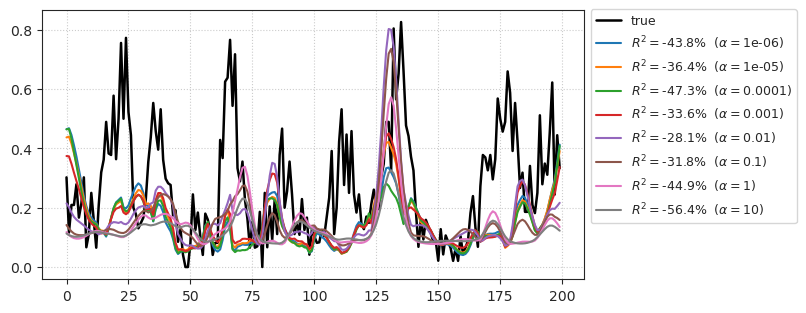 0.8
0.6
0.4
0.2
0.0
0 25 50 75 100 125 150 175 200
true
R² = -43.8% (α = 1e-06)
R² = -36.4% (α = 1e-05)
R² = -47.3% (α = 0.0001)
R² = -33.6% (α = 0.001)
R² = -28.1% (α = 0.01)
R² = -31.8% (α = 0.1)
R² = -44.9% (α = 1)
R² = -56.4% (α = 10)